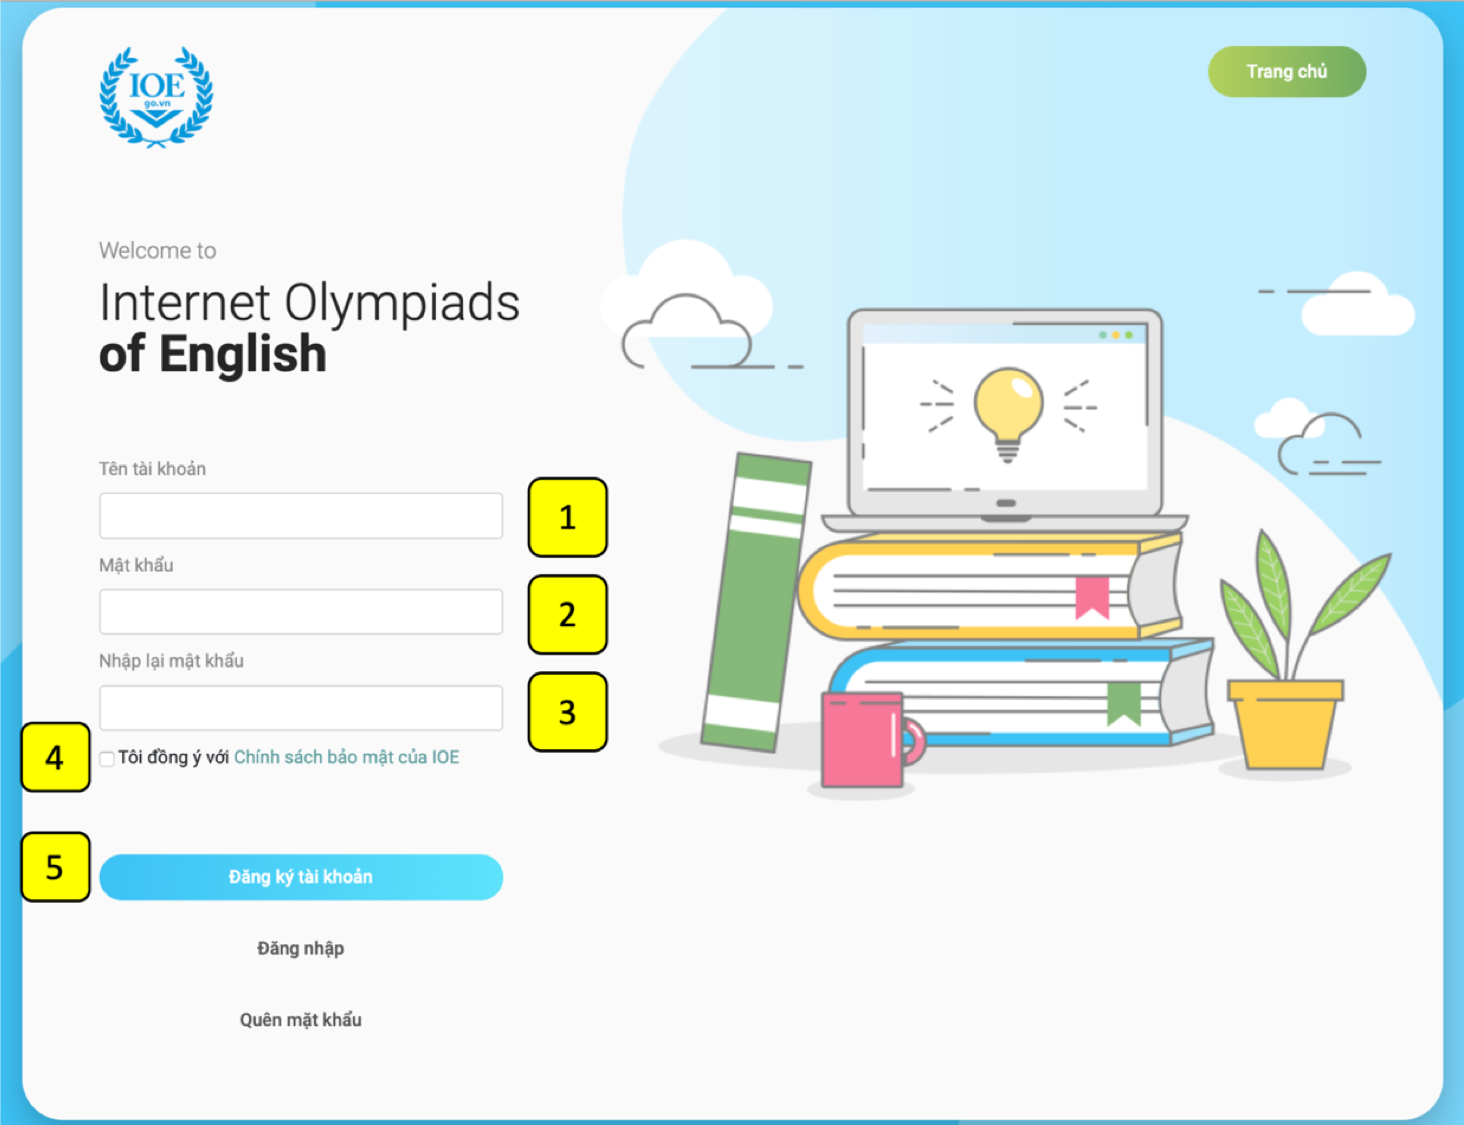 IOE
go.vn
Trang chủ
Welcome to
Internet Olympiads
of English
Tên tài khoản
1
Mật khẩu
2
Nhập lại mật khẩu
3
4
Tôi đồng ý với Chính sách bảo mật của IOE
5
Đăng ký tài khoản
Đăng nhập
Quên mặt khẩu